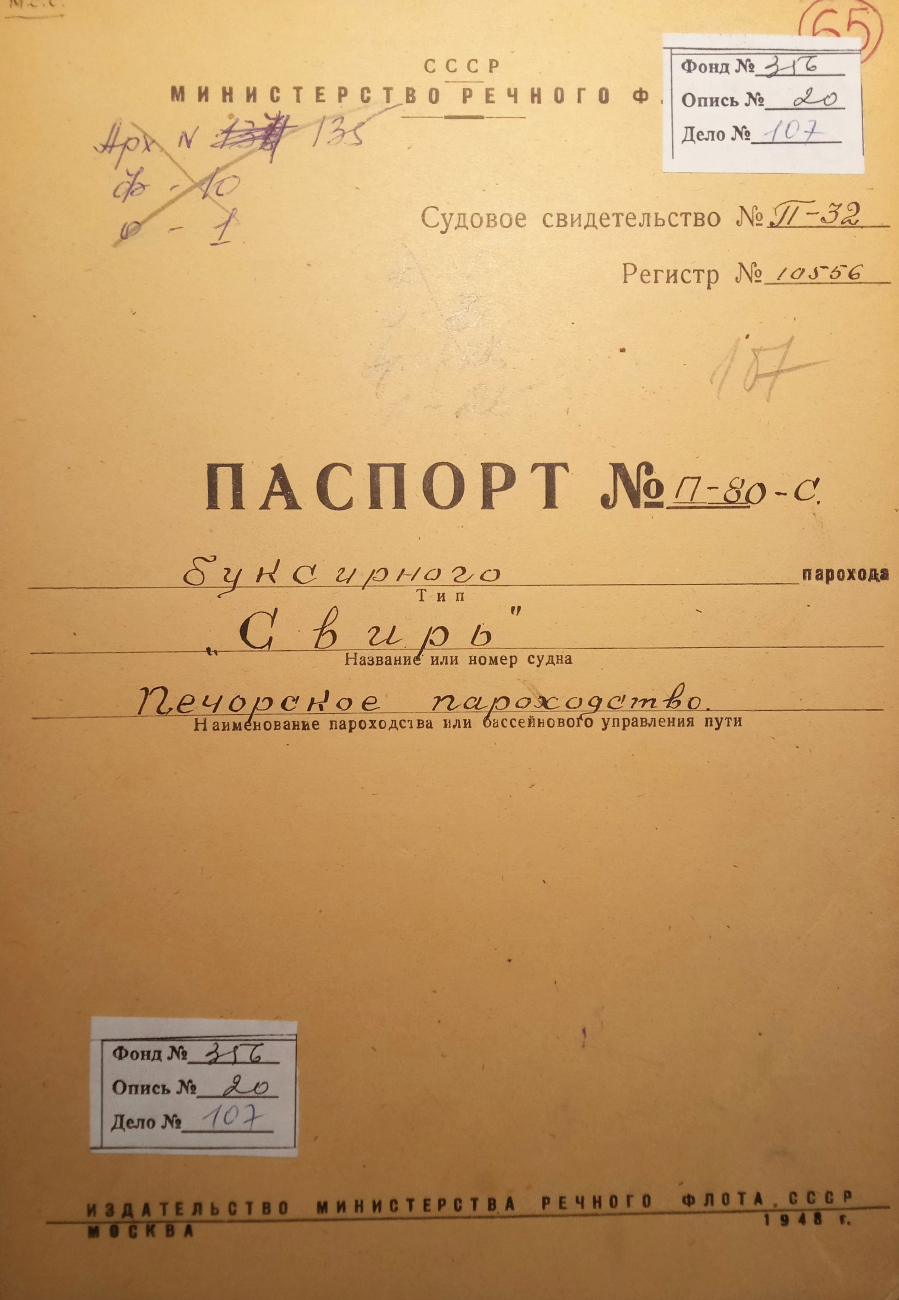 М.С.С.
65
СССР
МИНИСТЕРСТВО РЕЧНОГО Ф.
Фонд № 356
Опись № 20
Дело № 107
Арх N 135
ф - 10
о - 1
Судовое свидетельство № П-32
Регистр № 10556
107
ПАСПОРТ № П-80-С.
буксирного парохода
Тип
„Свирь"
Название или номер судна
Печорское пароходство.
Наименование пароходства или бассейнового управления пути
Фонд № 356
Опись № 20
Дело № 107
ИЗДАТЕЛЬСТВО МИНИСТЕРСТВА РЕЧНОГО ФЛОТА СССР
МОСКВА 1948 г.